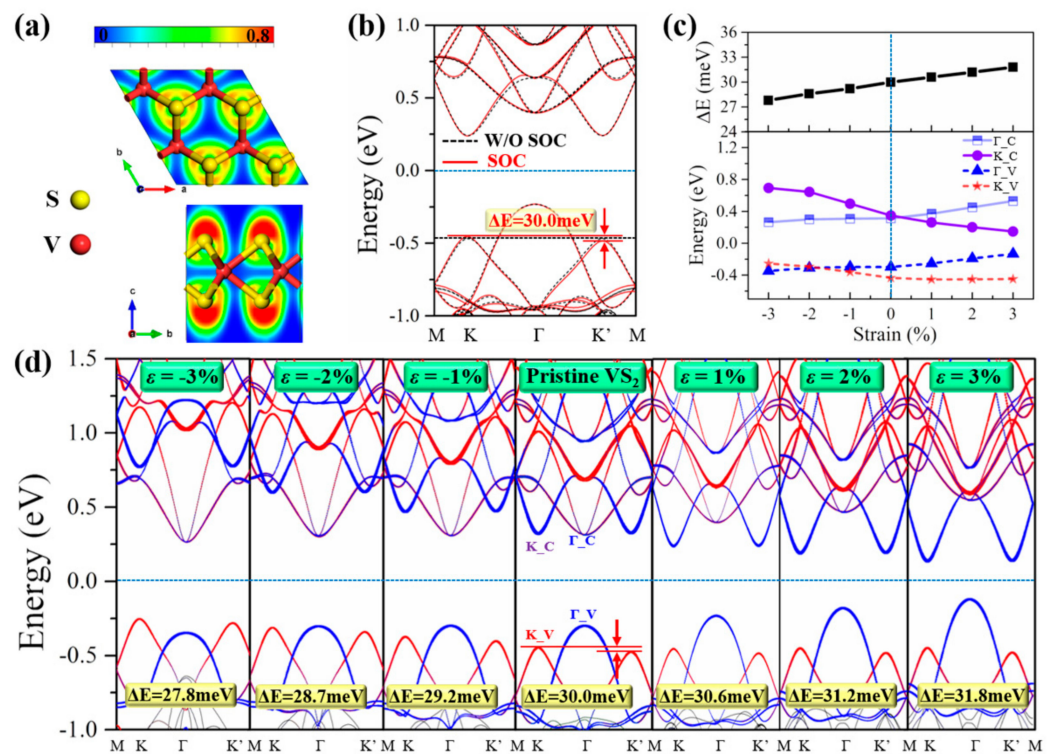 (a)
0 0.8
b
a
S
V
c
b
(b)
1.0
0.5
0.0
-0.5
-1.0
Energy (eV)
W/O SOC
SOC
ΔE=30.0meV
M K Γ K' M
(c)
36
33
30
27
ΔE (meV)
0.8
0.4
0.0
-0.4
Energy (eV)
Γ_C
K_C
Γ_V
K_V
-3 -2 -1 0 1 2 3
Strain (%)
(d)
1.5
1.0
0.5
0.0
-0.5
-1.0
Energy (eV)
ε = -3% ε = -2% ε = -1% Pristine VS₂ ε = 1% ε = 2% ε = 3%
K_C Γ_C
Γ_V
K_V
ΔE=27.8meV ΔE=28.7meV ΔE=29.2meV ΔE=30.0meV ΔE=30.6meV ΔE=31.2meV ΔE=31.8meV
M K Γ K' M K Γ K' M K Γ K' M K Γ K' M K Γ K' M K Γ K' M K Γ K' M